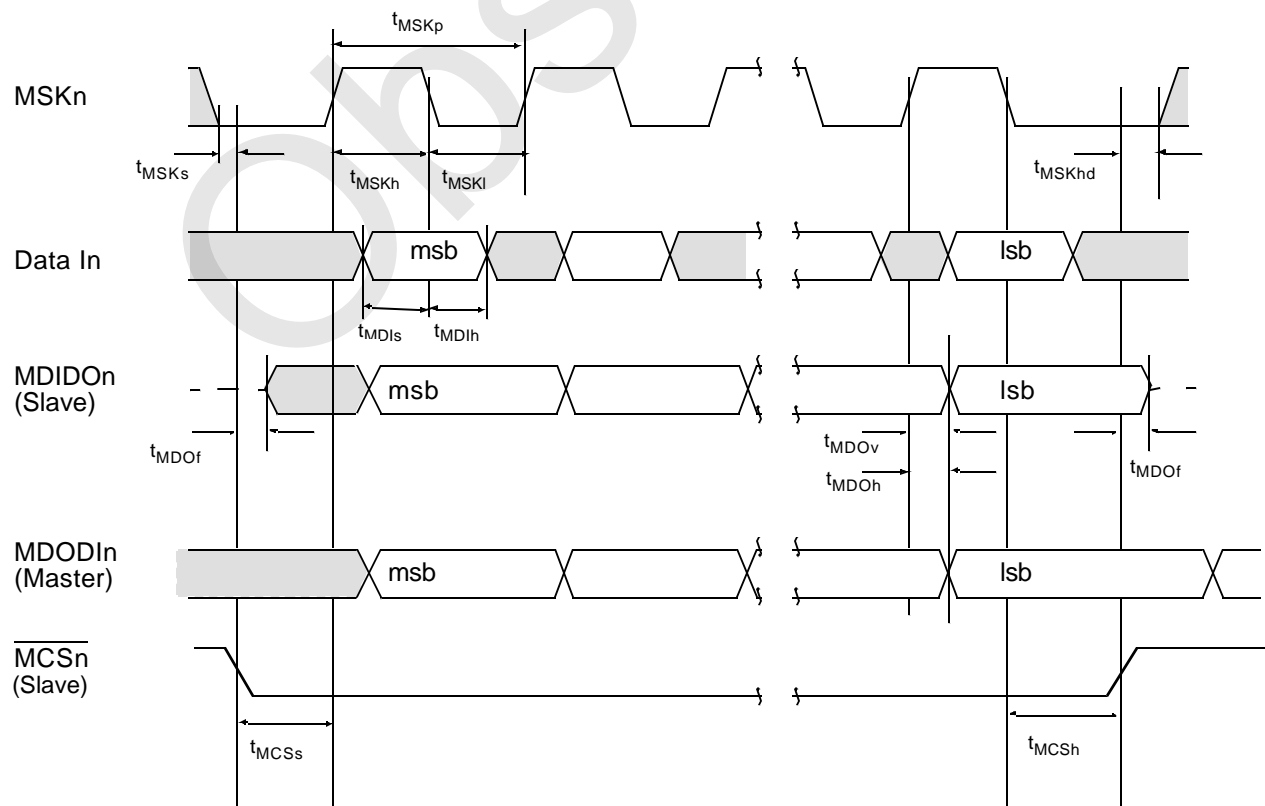 Obs
tMSKp
MSKn
tMSKs
tMSKh
tMSKl
tMSKhd
Data In
msb
lsb
tMDIs
tMDIh
MDIDOn
(Slave)
msb
lsb
tMDOf
tMDOv
tMDOh
tMDOf
MDODIn
(Master)
msb
lsb
MCSn
(Slave)
tMCSs
tMCSh